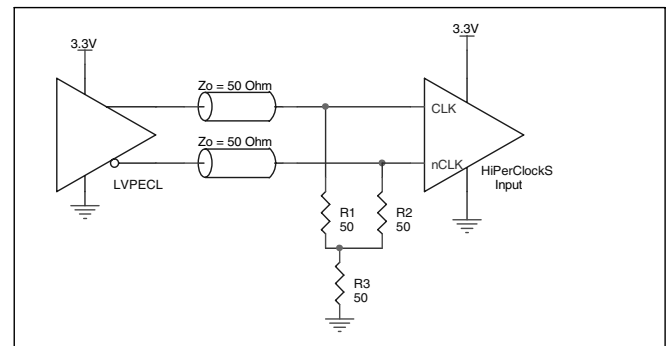 3.3V
3.3V
Zo = 50 Ohm
CLK
Zo = 50 Ohm
nCLK
HiPerClockS
Input
LVPECL
R1
50
R2
50
R3
50